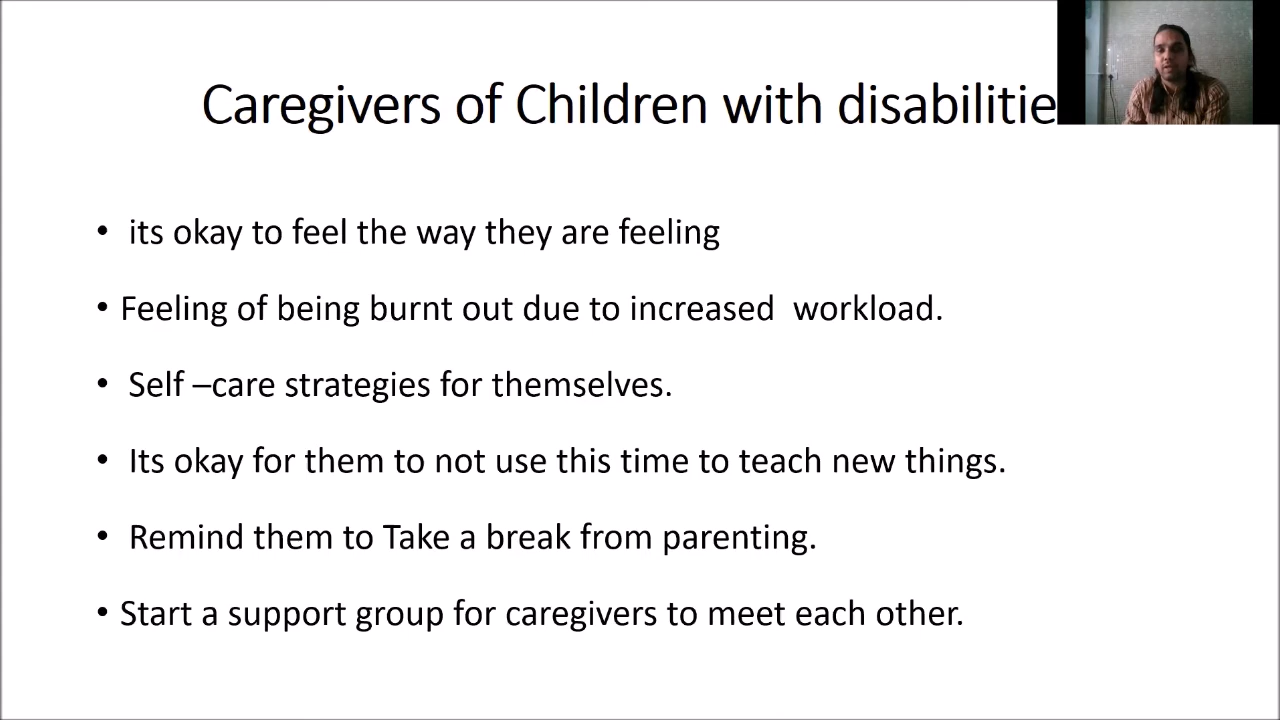 Caregivers of Children with disabilitie
• its okay to feel the way they are feeling
• Feeling of being burnt out due to increased workload.
• Self –care strategies for themselves.
• Its okay for them to not use this time to teach new things.
• Remind them to Take a break from parenting.
• Start a support group for caregivers to meet each other.